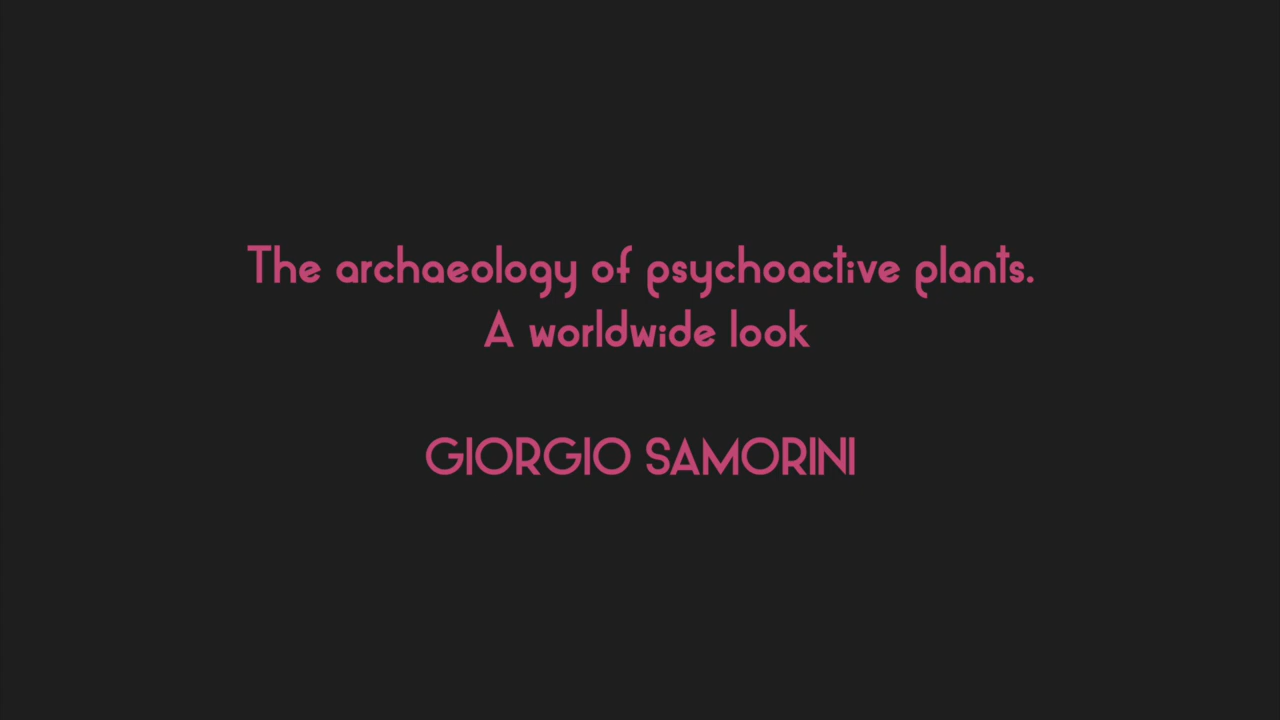 The archaeology of psychoactive plants.
A worldwide look
GIORGIO SAMORINI